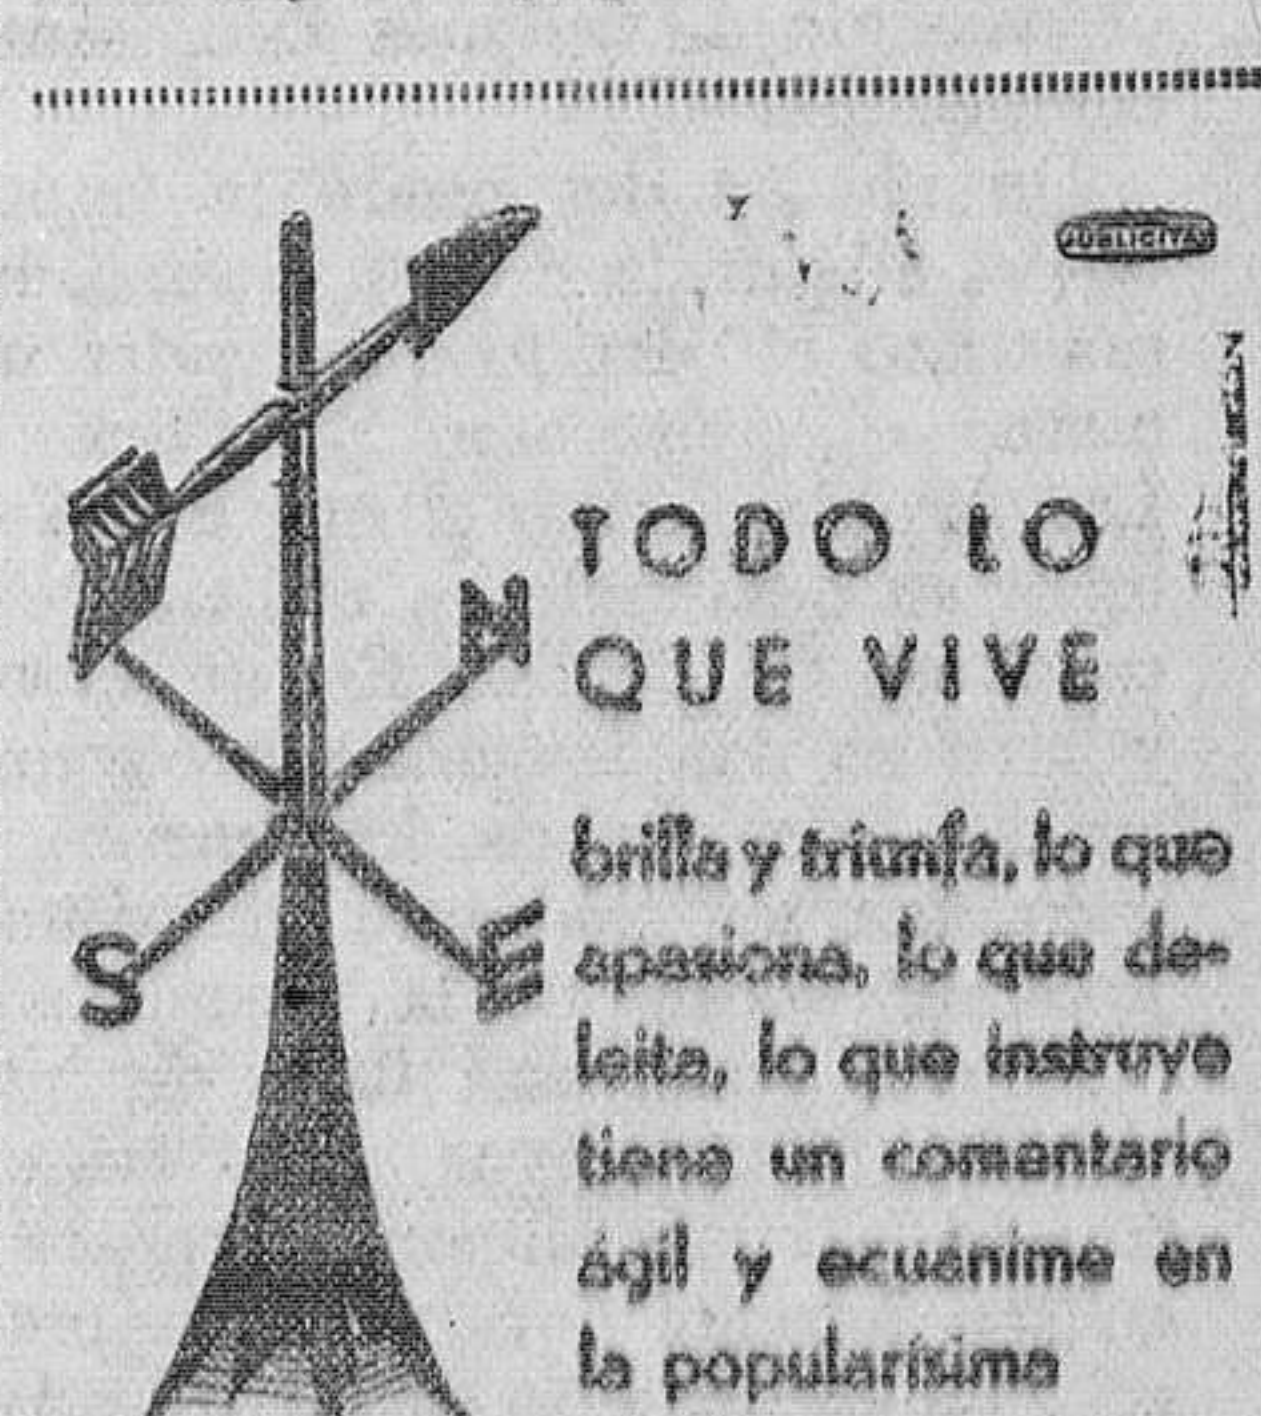 PUBLICITAS
N
S
E
TODO LO
QUE VIVE
brilla y triunfa, lo que
apasiona, lo que de-
leita, lo que instruye
tiene un comentario
ágil y ecuánime en
la popularísima